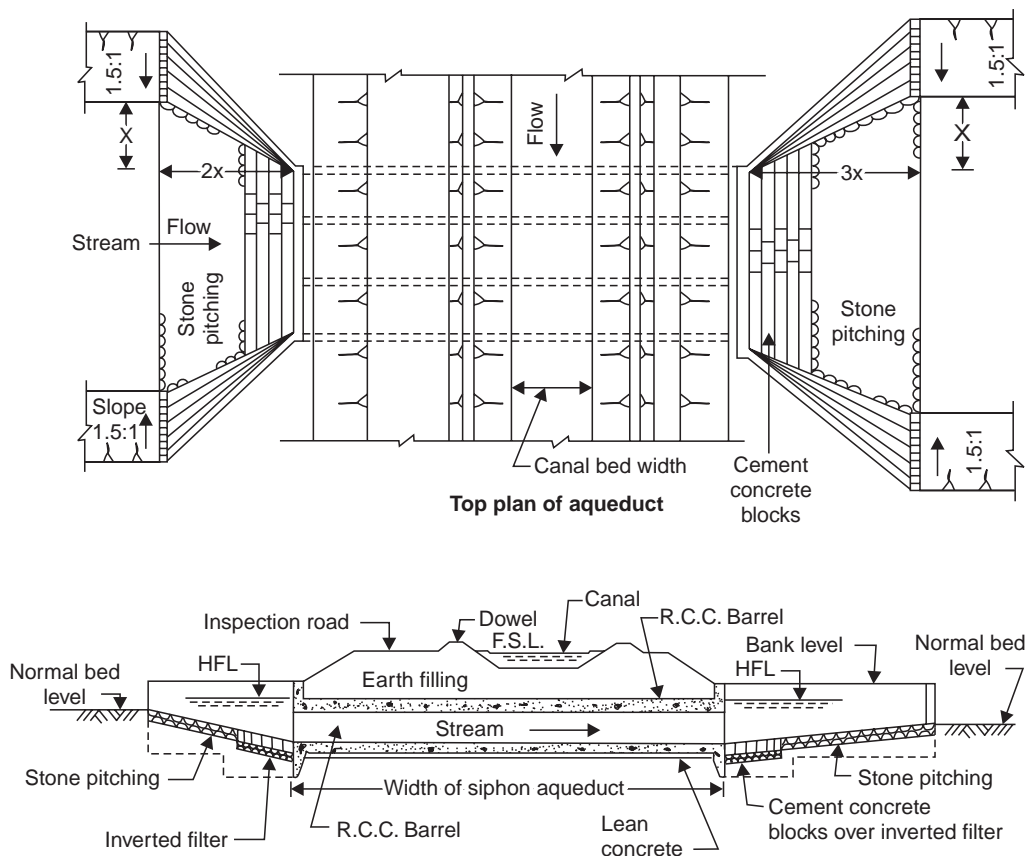 1.5:1
1.5:1
X
X
Flow
2x
3x
Stream
Flow
Stone
pitching
Stone
pitching
Slope
1.5:1
1.5:1
Canal bed width
Cement
concrete
blocks
Top plan of aqueduct
Canal
Dowel
R.C.C. Barrel
Inspection road
F.S.L.
Bank level
Normal bed
level
HFL
HFL
Normal bed
level
Earth filling
Stream
Stone pitching
Width of siphon aqueduct
Stone pitching
Inverted filter
R.C.C. Barrel
Lean
concrete
Cement concrete
blocks over inverted filter